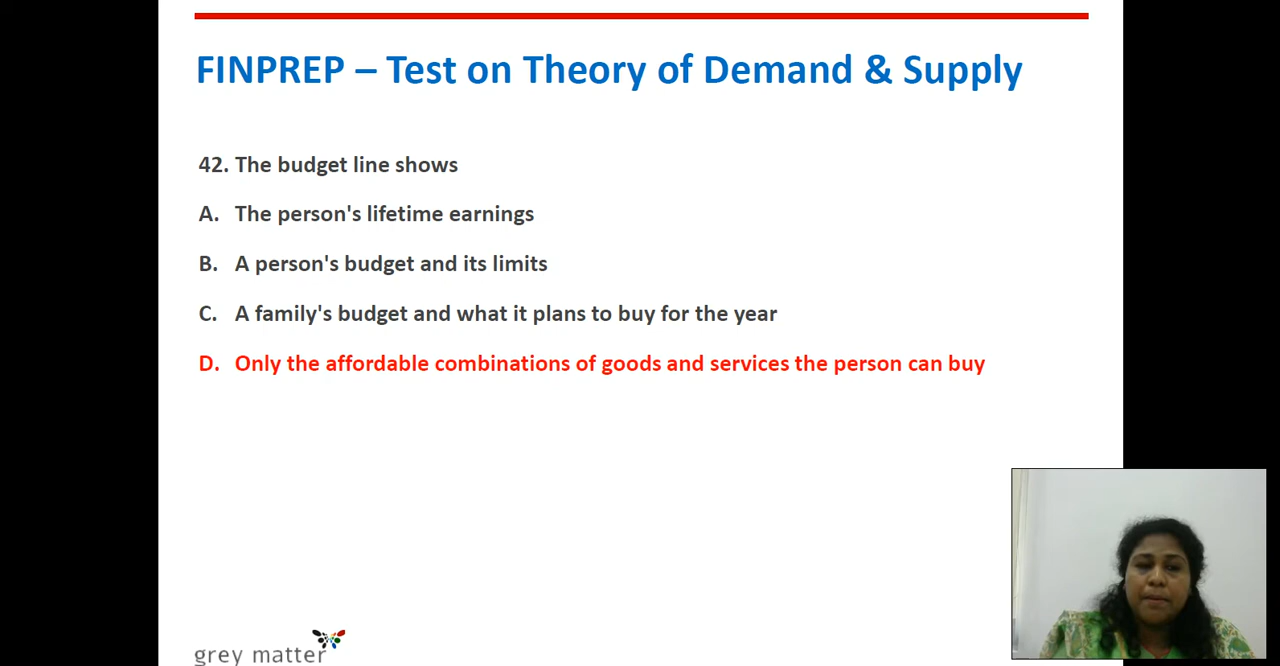 FINPREP – Test on Theory of Demand & Supply
42. The budget line shows
A. The person's lifetime earnings
B. A person's budget and its limits
C. A family's budget and what it plans to buy for the year
D. Only the affordable combinations of goods and services the person can buy
grey matter